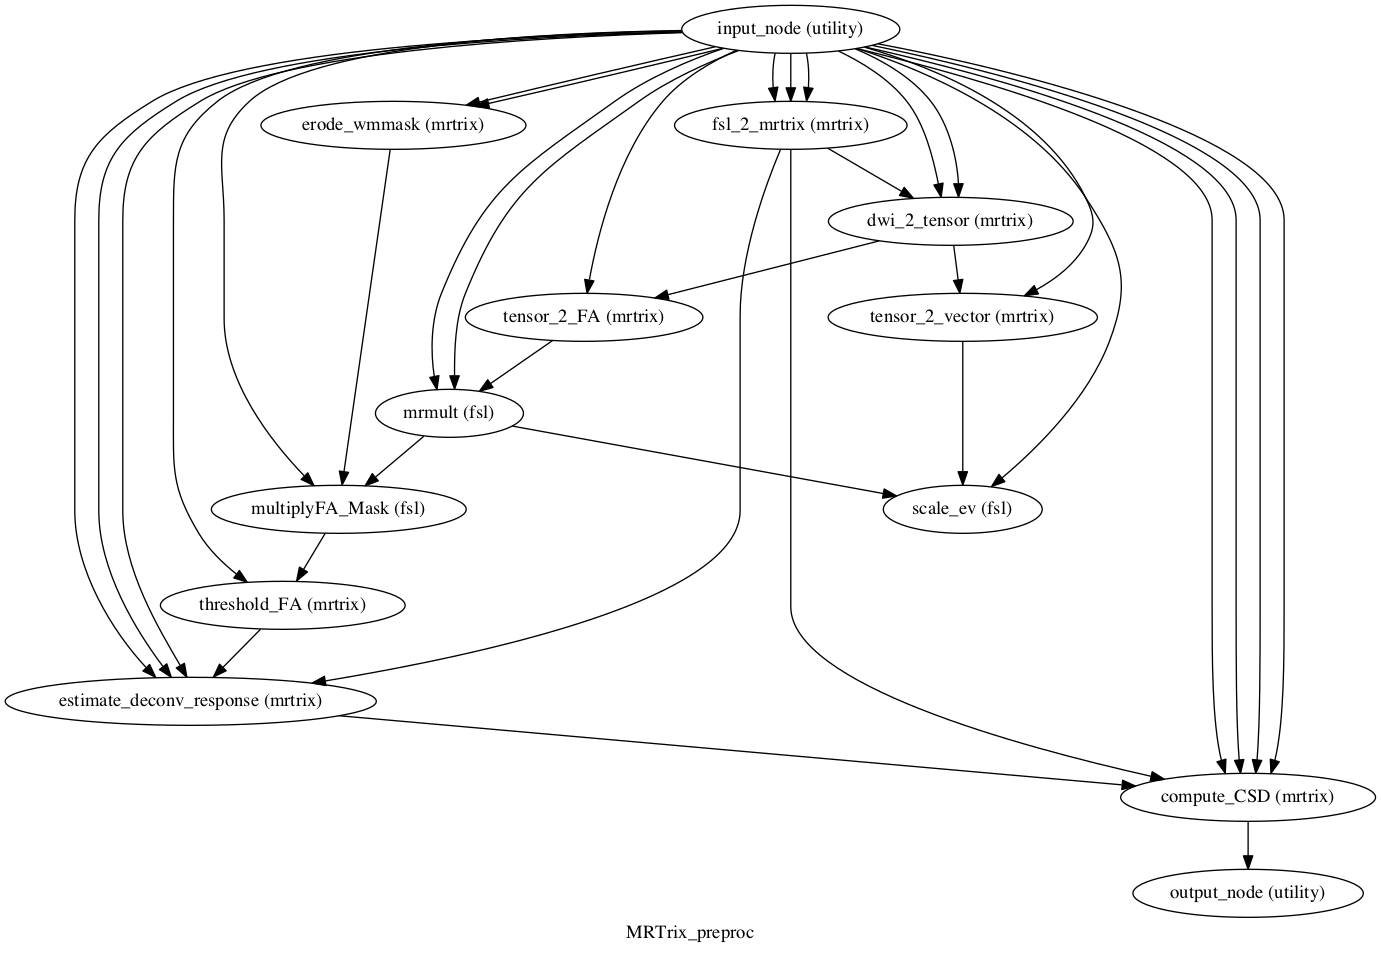 input_node (utility)
erode_wmmask (mrtrix)
fsl_2_mrtrix (mrtrix)
dwi_2_tensor (mrtrix)
tensor_2_FA (mrtrix)
tensor_2_vector (mrtrix)
mrmult (fsl)
multiplyFA_Mask (fsl)
scale_ev (fsl)
threshold_FA (mrtrix)
estimate_deconv_response (mrtrix)
compute_CSD (mrtrix)
output_node (utility)
MRTrix_preproc